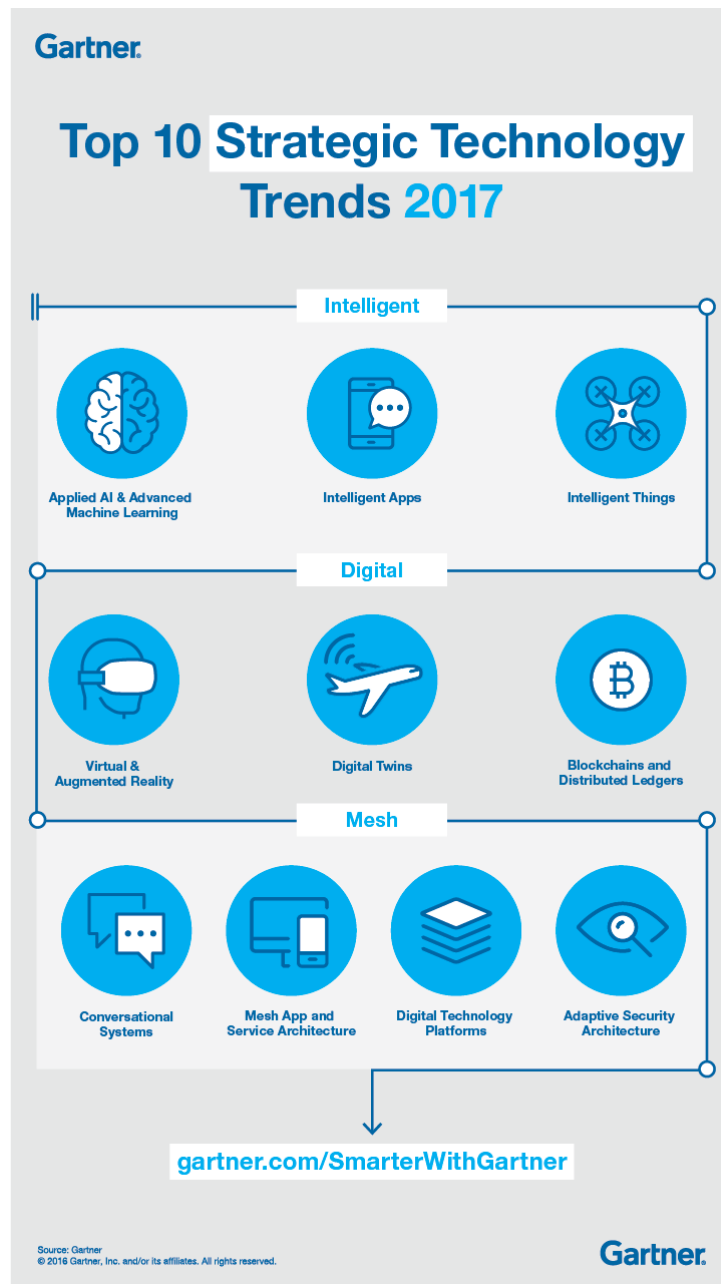 Gartner.
Top 10 Strategic Technology
Trends 2017
Intelligent
Applied AI & Advanced
Machine Learning
Intelligent Apps
Intelligent Things
Digital
Virtual &
Augmented Reality
Digital Twins
Blockchains and
Distributed Ledgers
Mesh
Conversational
Systems
Mesh App and
Service Architecture
Digital Technology
Platforms
Adaptive Security
Architecture
gartner.com/SmarterWithGartner
Source: Gartner
© 2016 Gartner, Inc. and/or its affiliates. All rights reserved.
Gartner.